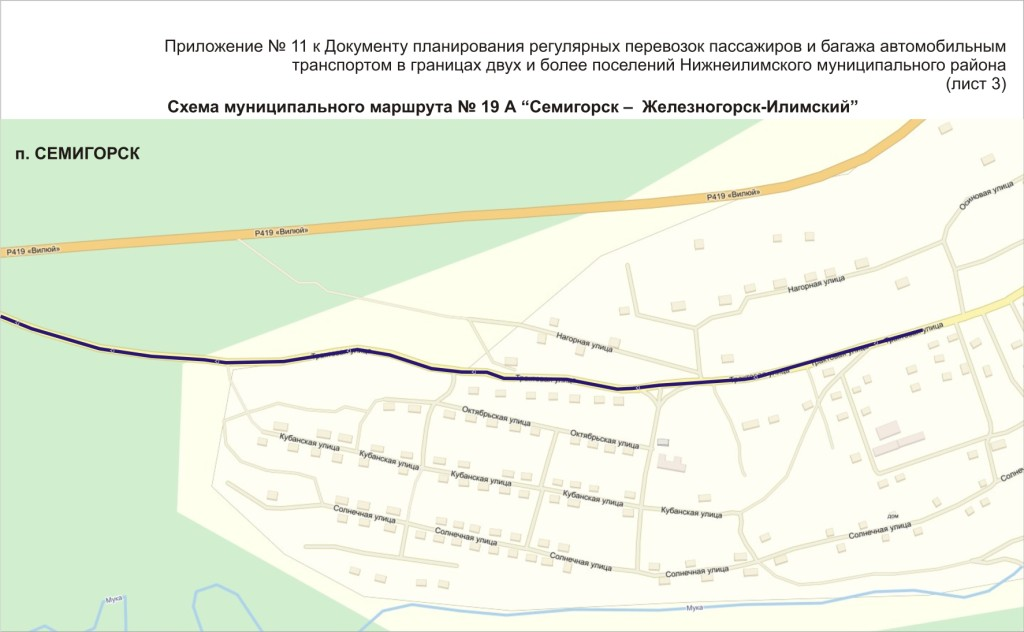 Приложение № 11 к Документу планирования регулярных перевозок пассажиров и багажа автомобильным
транспортом в границах двух и более поселений Нижнеилимского муниципального района
(лист 3)
Схема муниципального маршрута № 19 А “Семигорск – Железногорск-Илимский”
п. СЕМИГОРСК
Р419 «Вилюй»
Р419 «Вилюй»
Р419 «Вилюй»
Осиновая улица
Нагорная улица
Нагорная улица
Октябрьская улица
Октябрьская улица
Кубанская улица
Кубанская улица
Кубанская улица
Кубанская улица
Кубанская улица
Солнечная улица
Солнечная улица
Солнечная улица
Солнечная улица
Солнечная улица
Дом
Мука
Мука